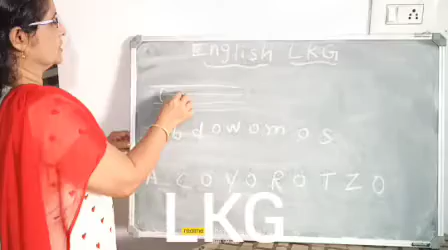 English LKG
b d o w o m o s
A C O Y O R O T Z O
LKG